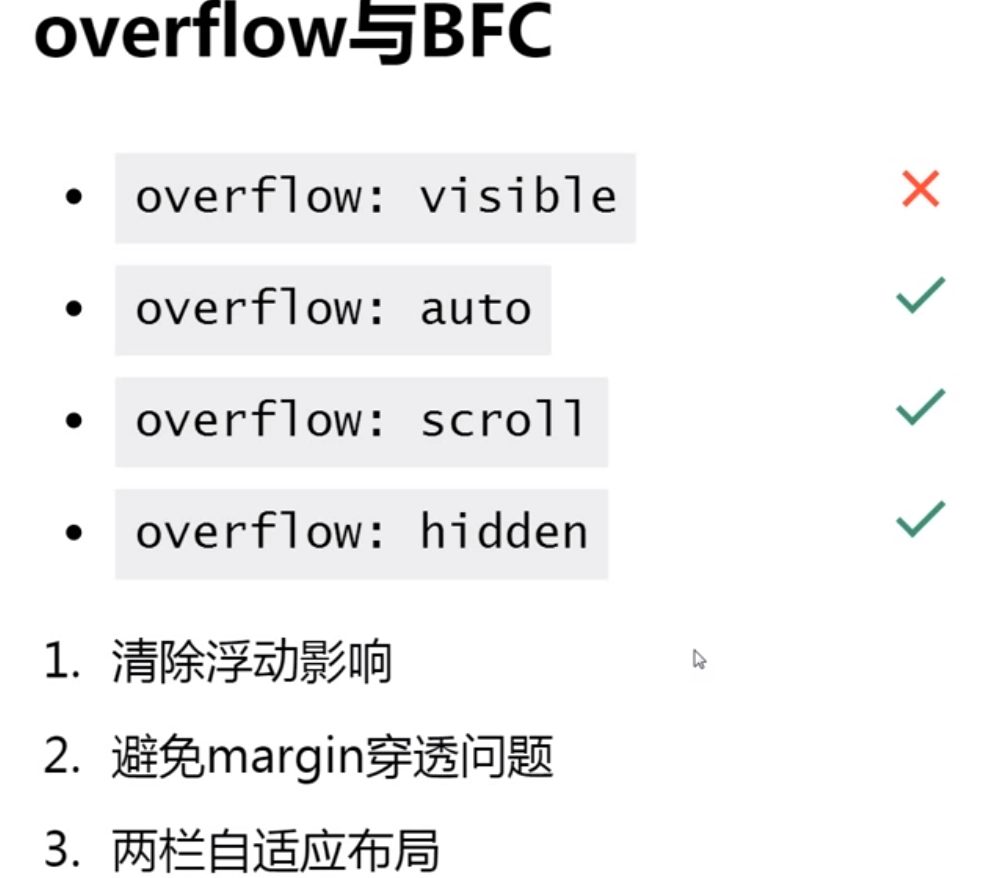 overflow与BFC
overflow: visible
overflow: auto
overflow: scroll
overflow: hidden
1. 清除浮动影响
2. 避免margin穿透问题
3. 两栏自适应布局